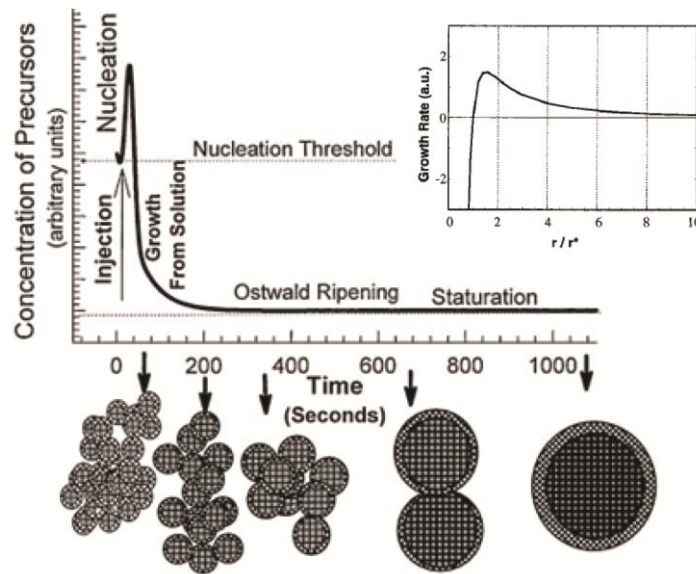 Concentration of Precursors
(arbitrary units)
Nucleation
Injection
Growth
From Solution
Nucleation Threshold
Ostwald Ripening
Staturation
0
200
400
600
800
1000
Time
(Seconds)
Growth Rate (a.u.)
2
0
-2
0
2
4
6
8
10
r / r*